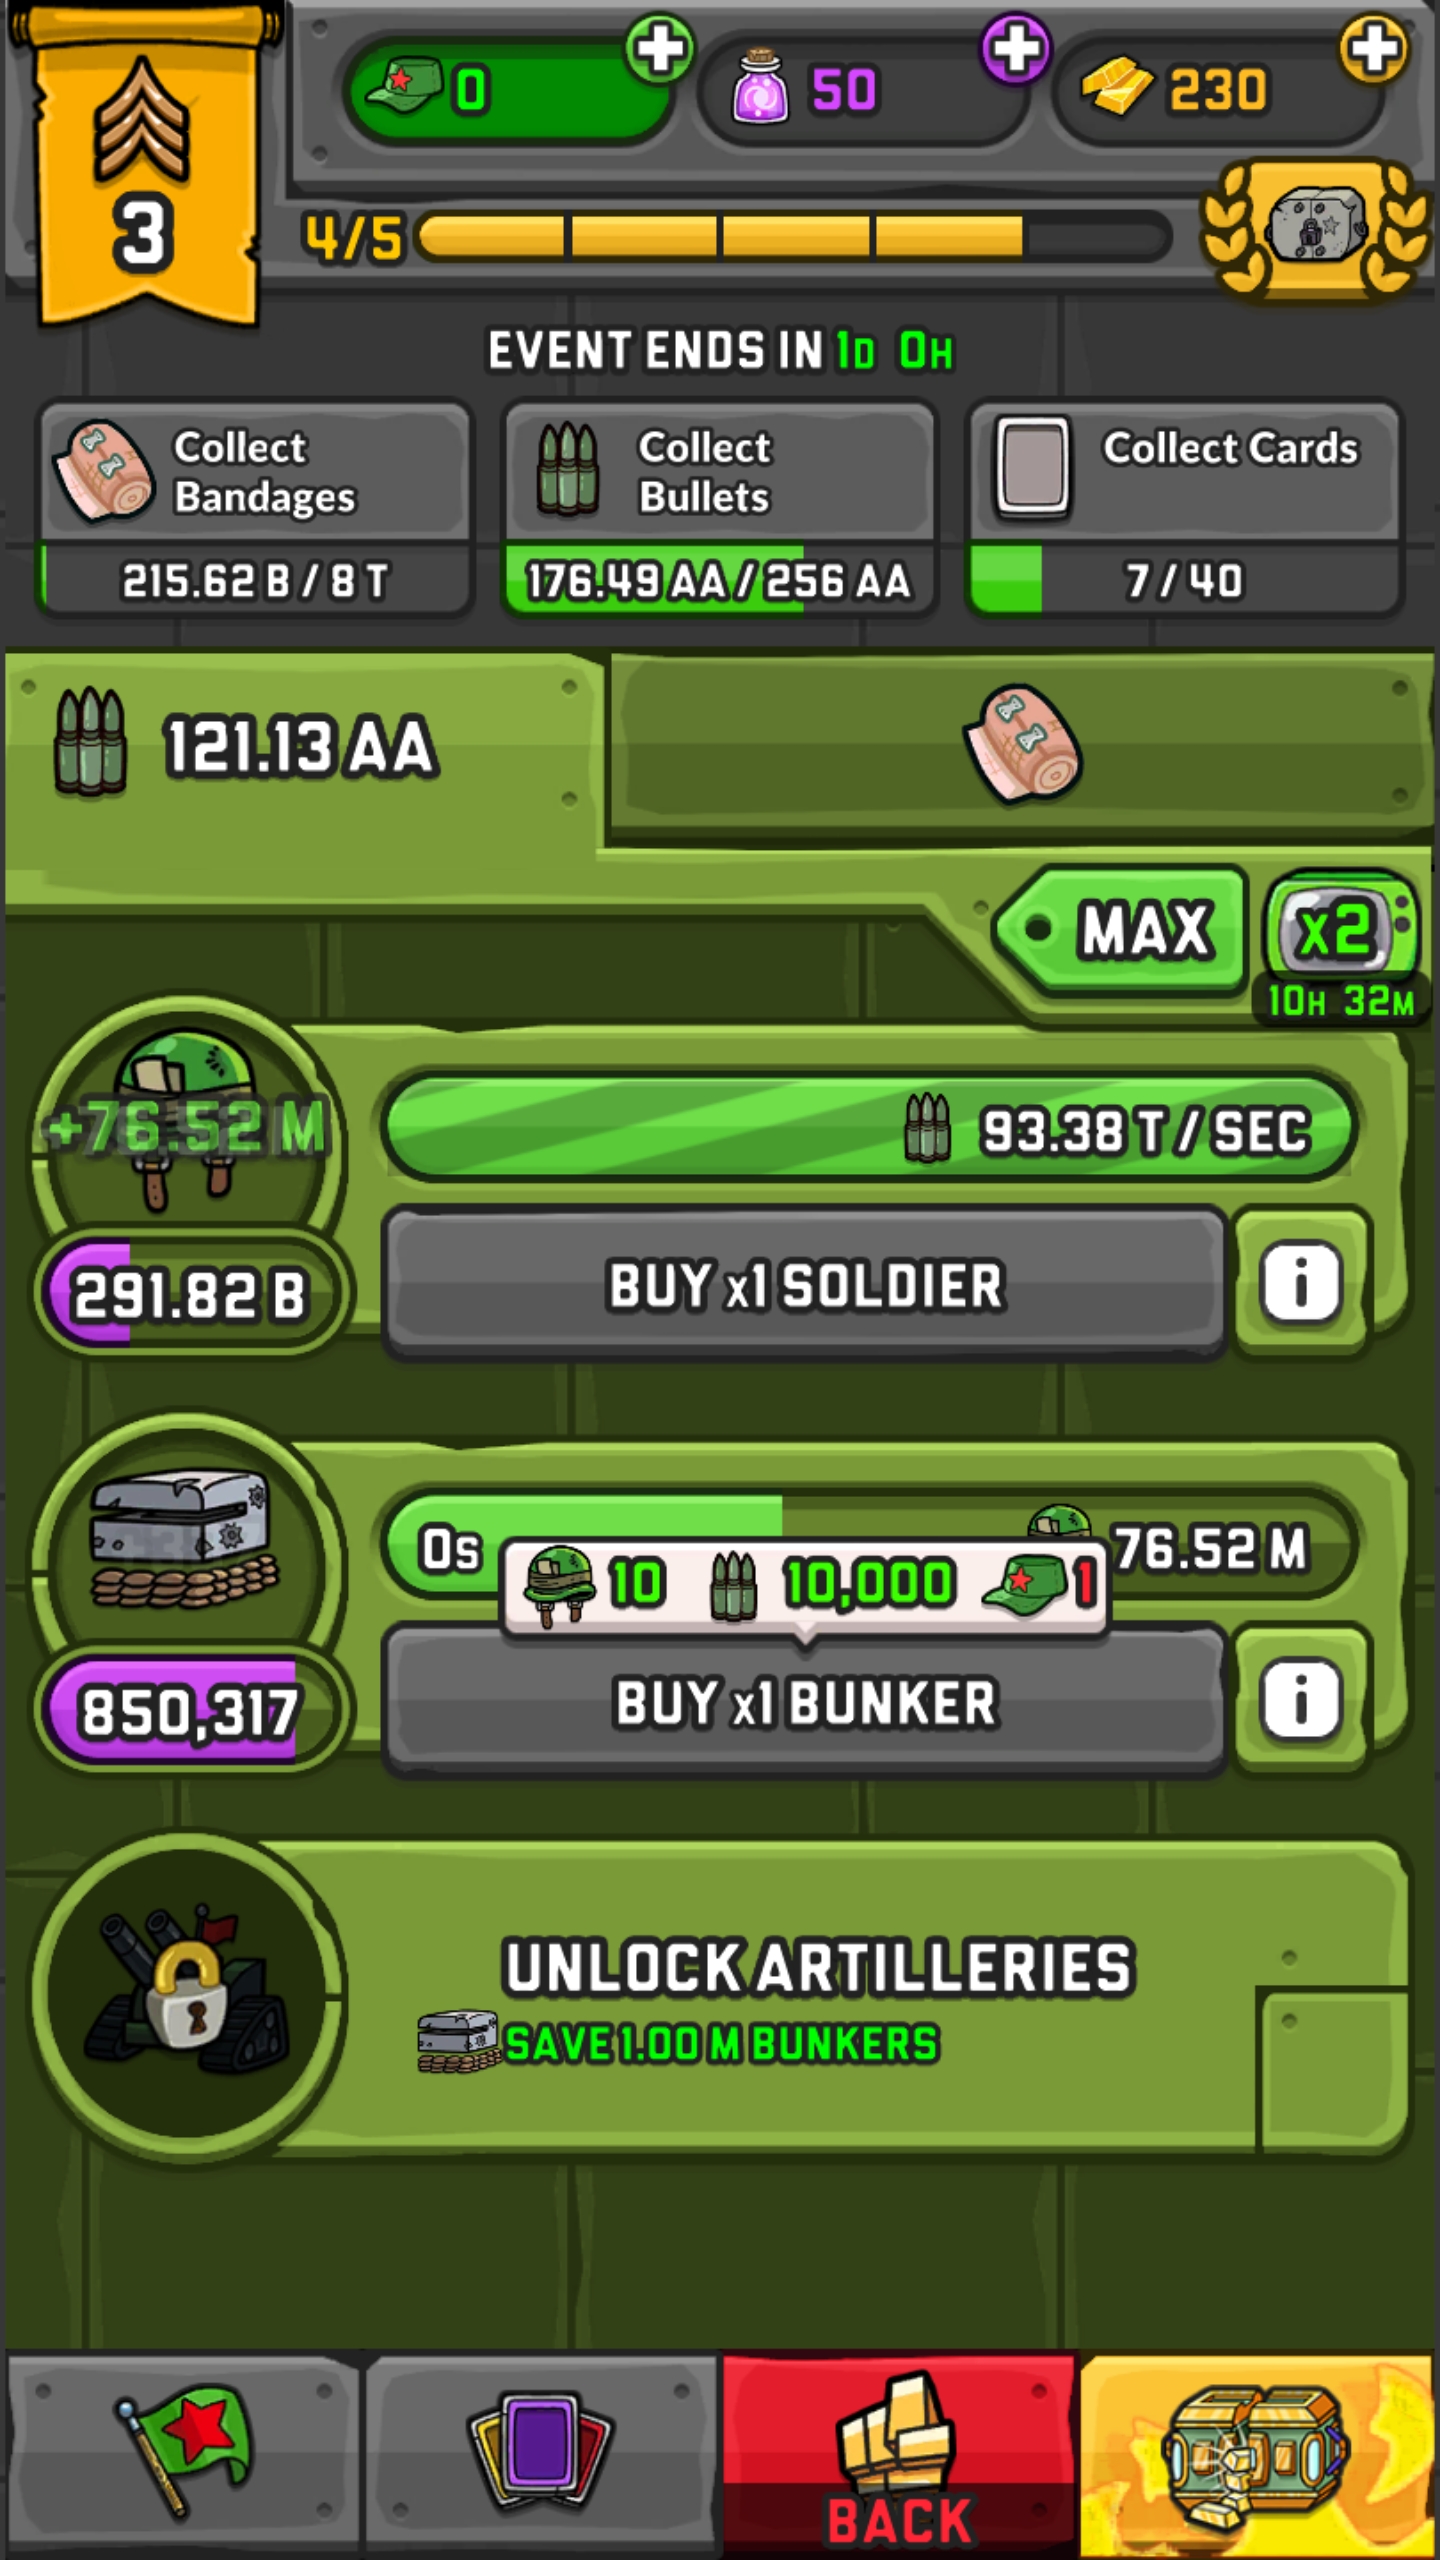 0
50
230
3
4/5
EVENT ENDS IN 1D 0H
Collect
Bandages
215.62 B / 8 T
Collect
Bullets
176.49 AA / 256 AA
Collect Cards
7 / 40
121.13 AA
MAX
x2
10H 32M
+76.52 M
93.38 T / SEC
291.82 B
BUY x1 SOLDIER
0s
76.52 M
10
10,000
1
850,317
BUY x1 BUNKER
UNLOCK ARTILLERIES
SAVE 1.00 M BUNKERS
BACK